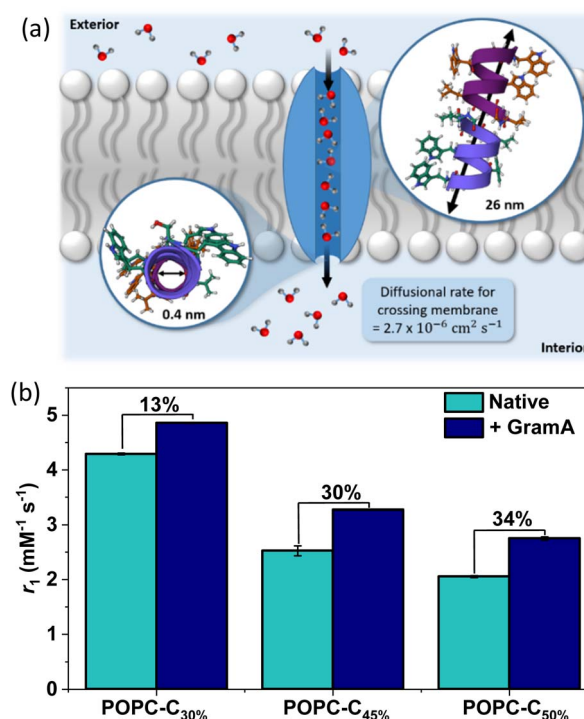 (a)
Exterior
26 nm
0.4 nm
Diffusional rate for
crossing membrane
= 2.7 x 10⁻⁶ cm² s⁻¹
Interior
(b)
Native
+ GramA
13%
30%
34%
r₁ (mM⁻¹ s⁻¹)
5
4
3
2
1
0
POPC-C₃₀%
POPC-C₄₅%
POPC-C₅₀%